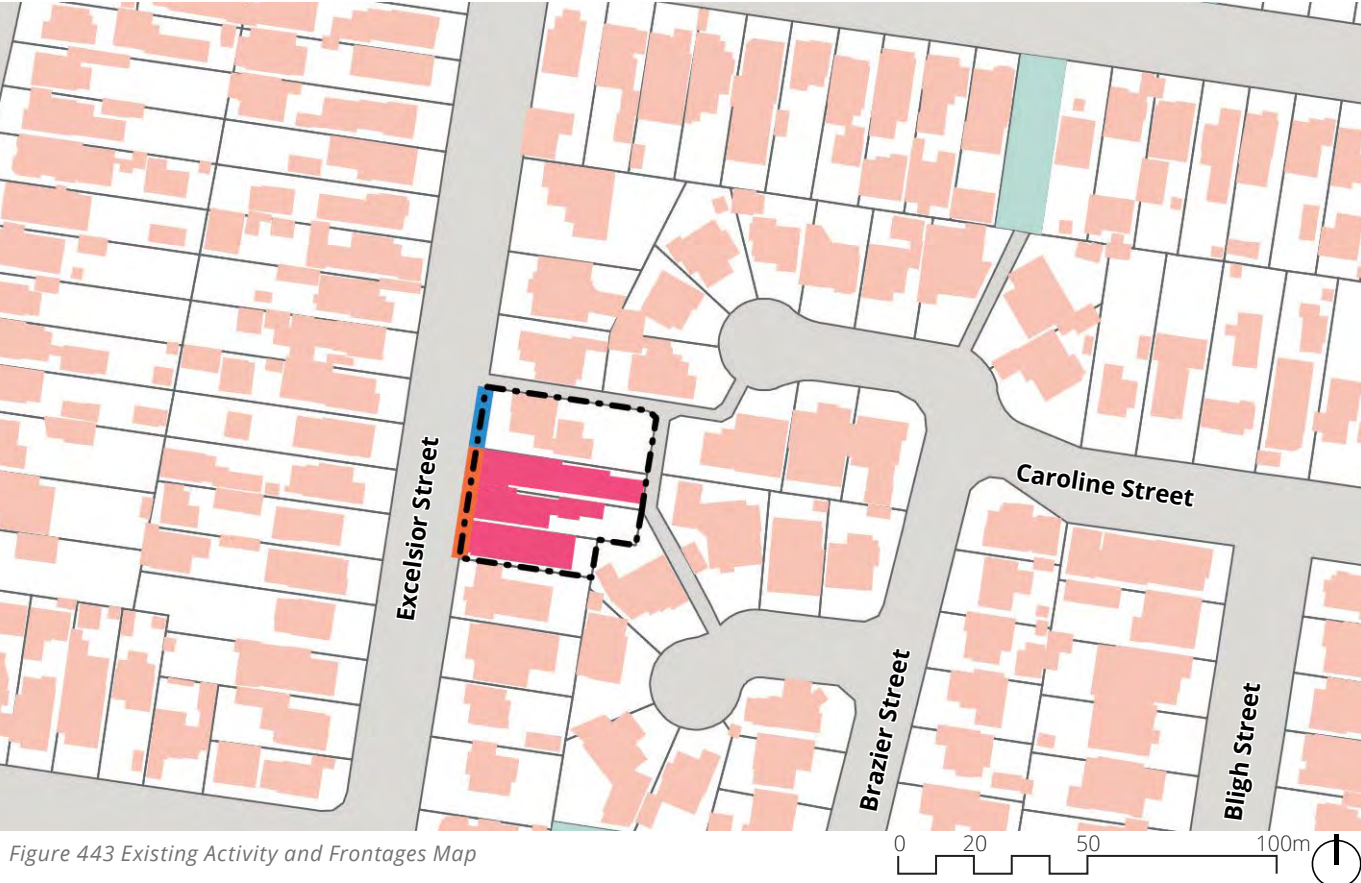 Caroline Street
Excelsior Street
Brazier Street
Bligh Street
Figure 443 Existing Activity and Frontages Map
0 20 50 100m